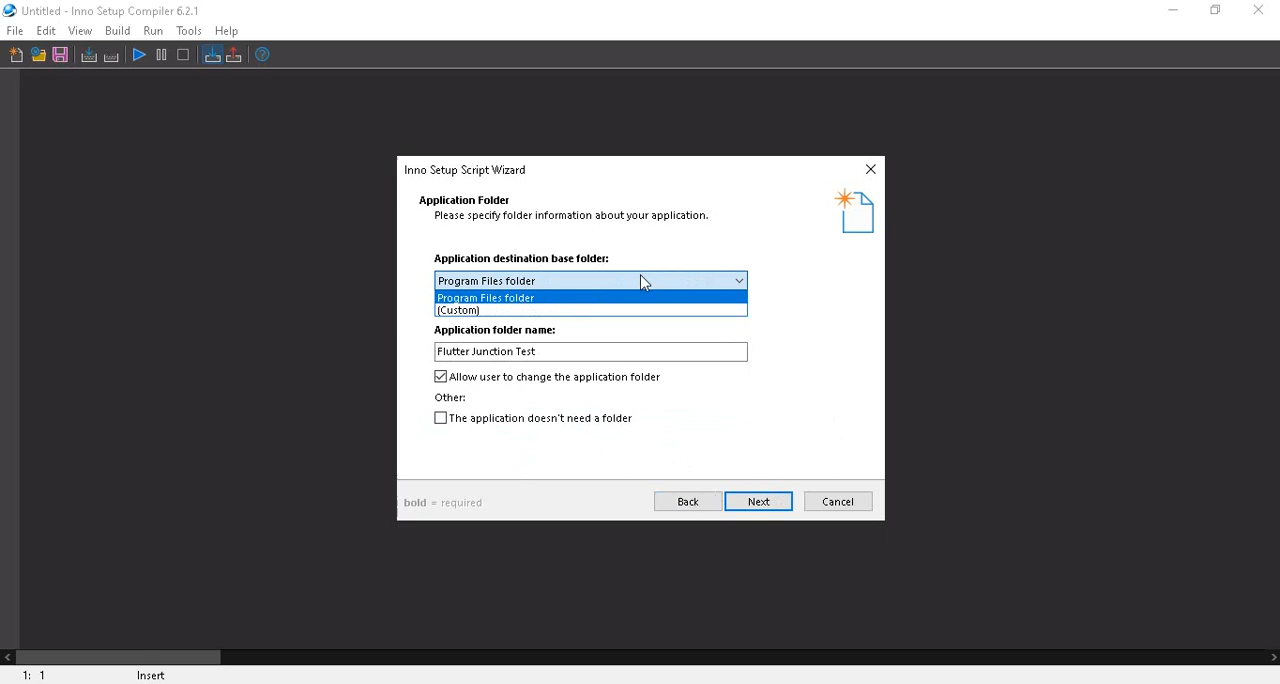 Untitled - Inno Setup Compiler 6.2.1
File Edit View Build Run Tools Help
Inno Setup Script Wizard
Application Folder
Please specify folder information about your application.
Application destination base folder:
Program Files folder
Program Files folder
(Custom)
Application folder name:
Flutter Junction Test
Allow user to change the application folder
Other:
The application doesn't need a folder
bold = required
Back Next Cancel
1: 1 Insert